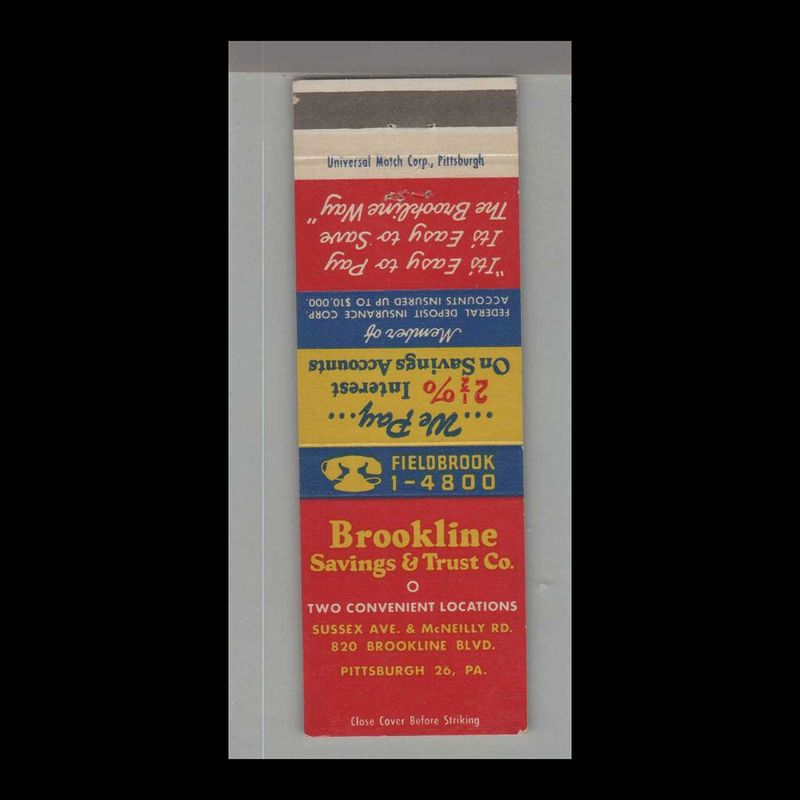 Universal Match Corp., Pittsburgh
"It's Easy to Pay
It's Easy to Save
The Brookline Way"
Member of
FEDERAL DEPOSIT INSURANCE CORP.
ACCOUNTS INSURED UP TO $10,000.
...We Pay...
2½% Interest
On Savings Accounts
FIELDBROOK
1-4800
Brookline
Savings & Trust Co.
TWO CONVENIENT LOCATIONS
SUSSEX AVE. & McNEILLY RD.
820 BROOKLINE BLVD.
PITTSBURGH 26, PA.
Close Cover Before Striking